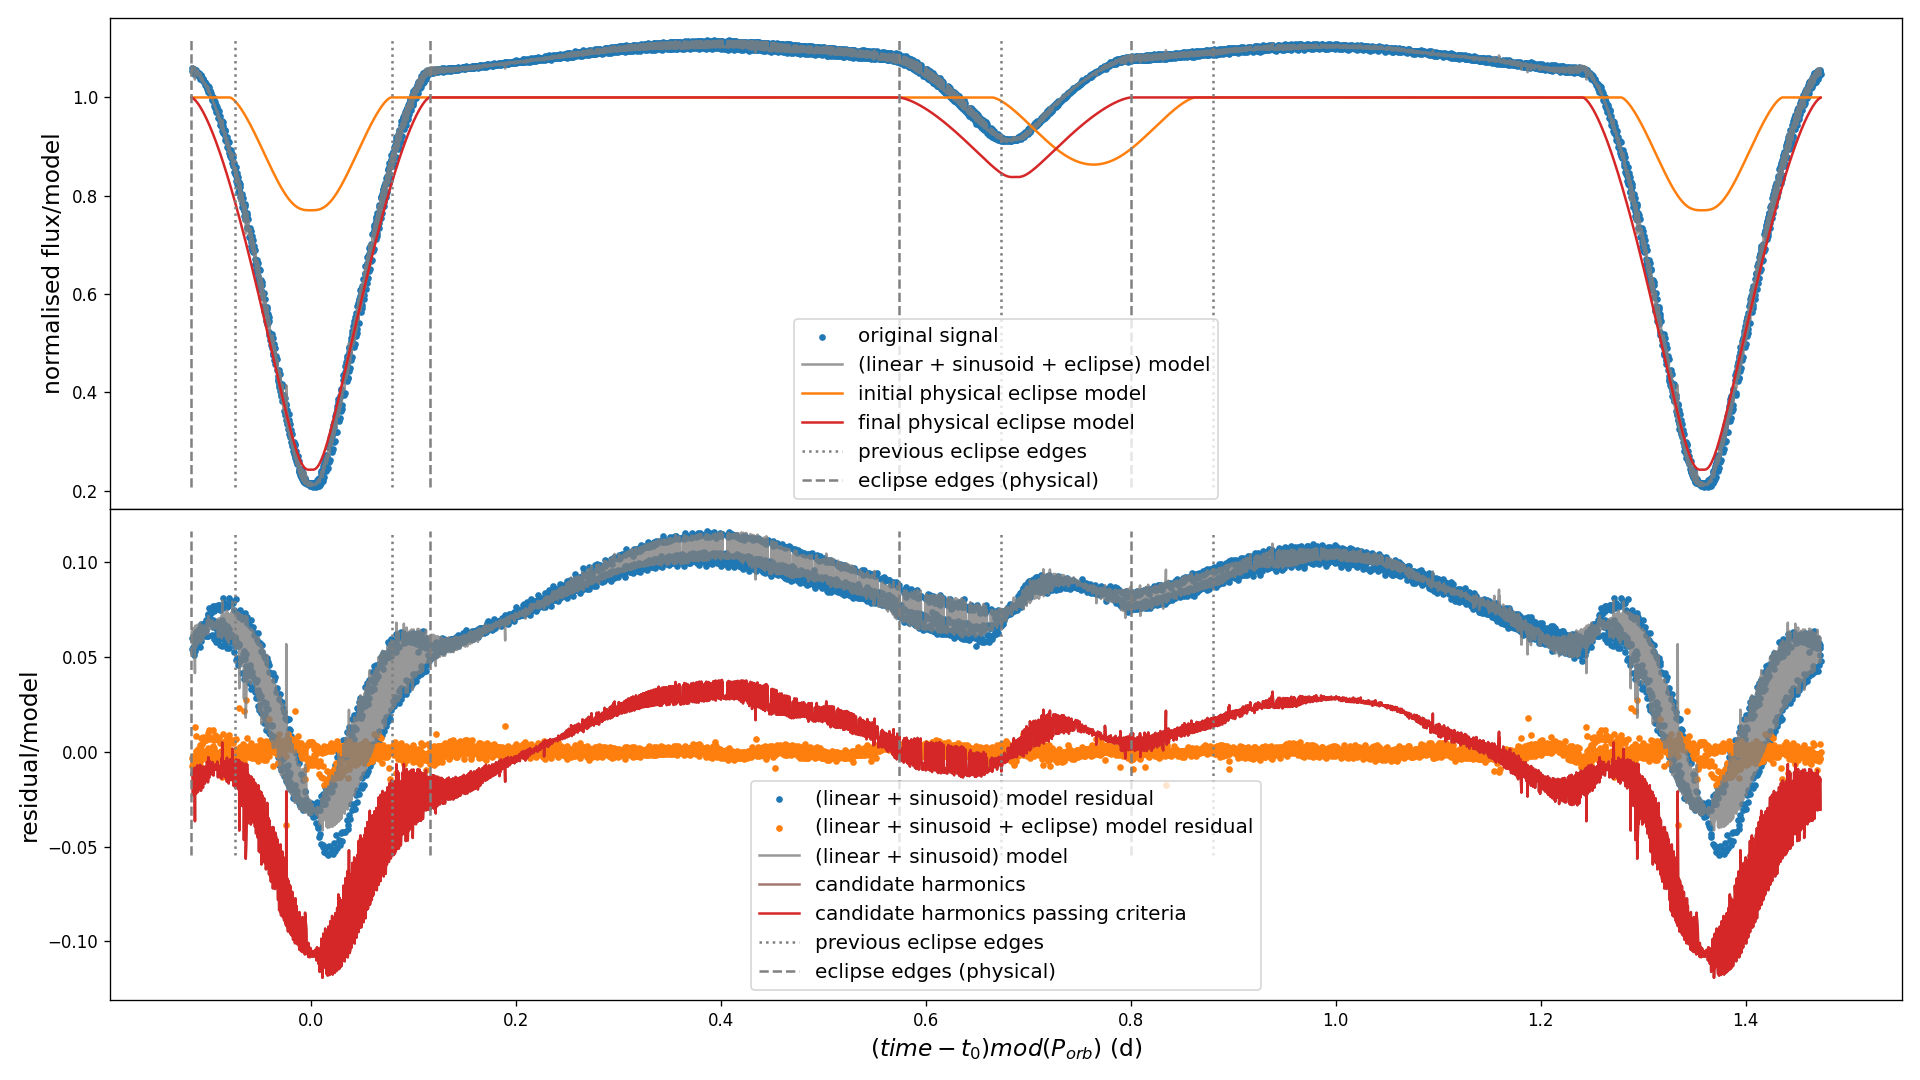 normalised flux/model
1.0
0.8
0.6
0.4
0.2
original signal
(linear + sinusoid + eclipse) model
initial physical eclipse model
final physical eclipse model
previous eclipse edges
eclipse edges (physical)
residual/model
0.10
0.05
0.00
−0.05
−0.10
(linear + sinusoid) model residual
(linear + sinusoid + eclipse) model residual
(linear + sinusoid) model
candidate harmonics
candidate harmonics passing criteria
previous eclipse edges
eclipse edges (physical)
0.0 0.2 0.4 0.6 0.8 1.0 1.2 1.4
(time − t₀)mod(Pₒᵣb) (d)